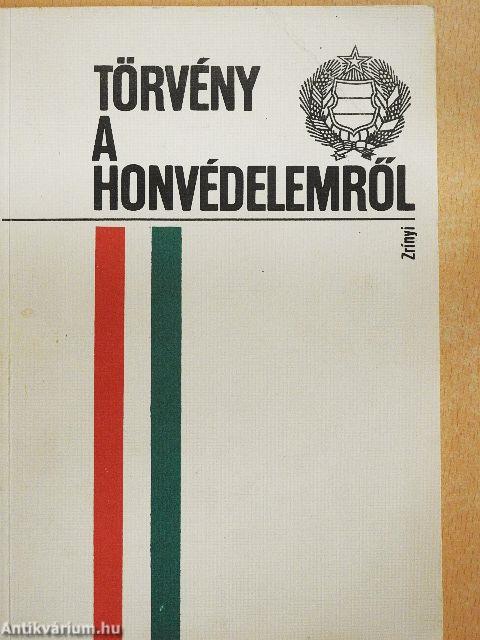 TÖRVÉNY
A
HONVÉDELEMRŐL
Zrínyi
Antikvárium.hu